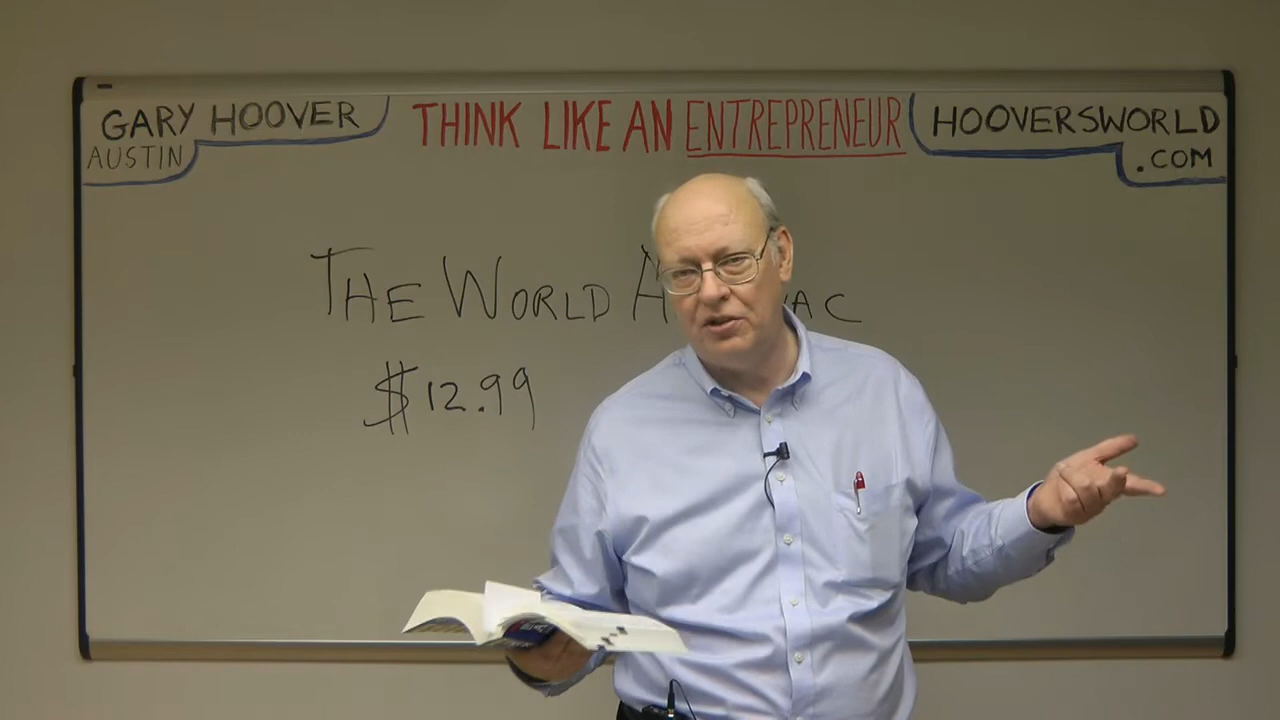 GARY HOOVER
AUSTIN
THINK LIKE AN ENTREPRENEUR
HOOVERSWORLD
.COM
THE WORLD
$12.99